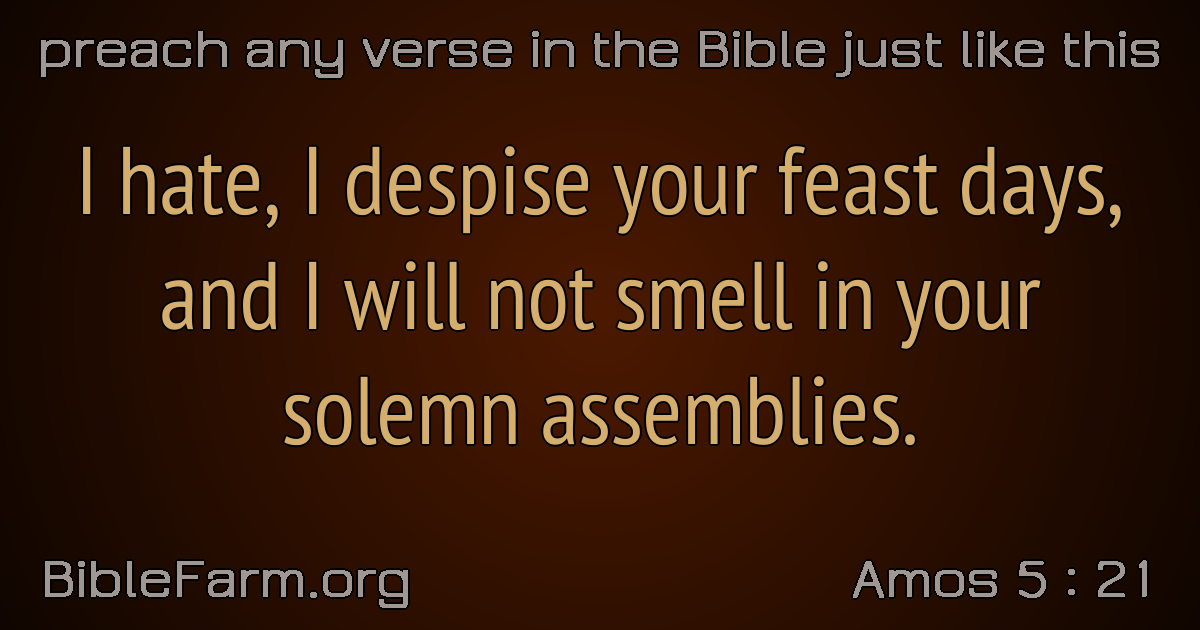 preach any verse in the Bible just like this
I hate, I despise your feast days,
and I will not smell in your
solemn assemblies.
BibleFarm.org
Amos 5 : 21